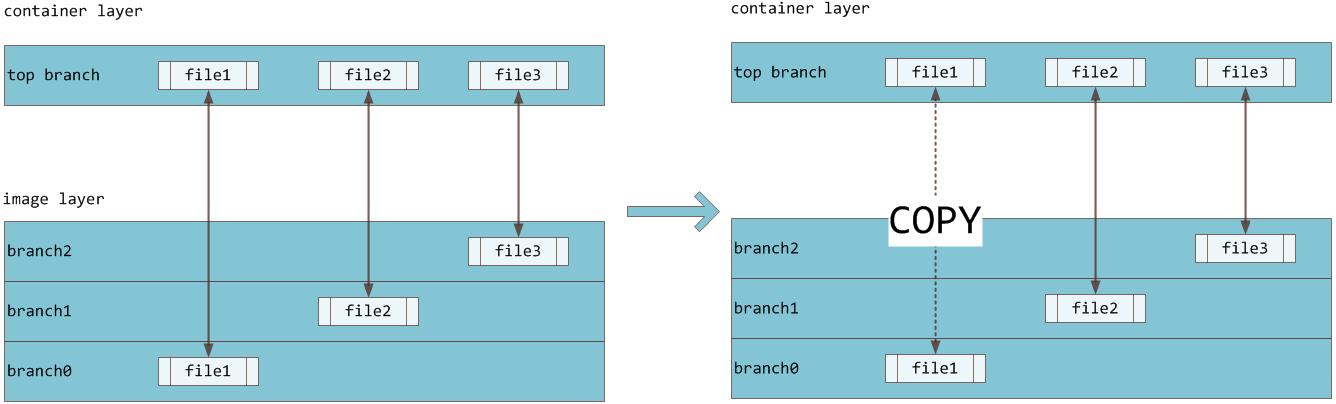 container layer
top branch file1 file2 file3
image layer
branch2 file3
branch1 file2
branch0 file1
container layer
top branch file1 file2 file3
COPY
branch2 file3
branch1 file2
branch0 file1